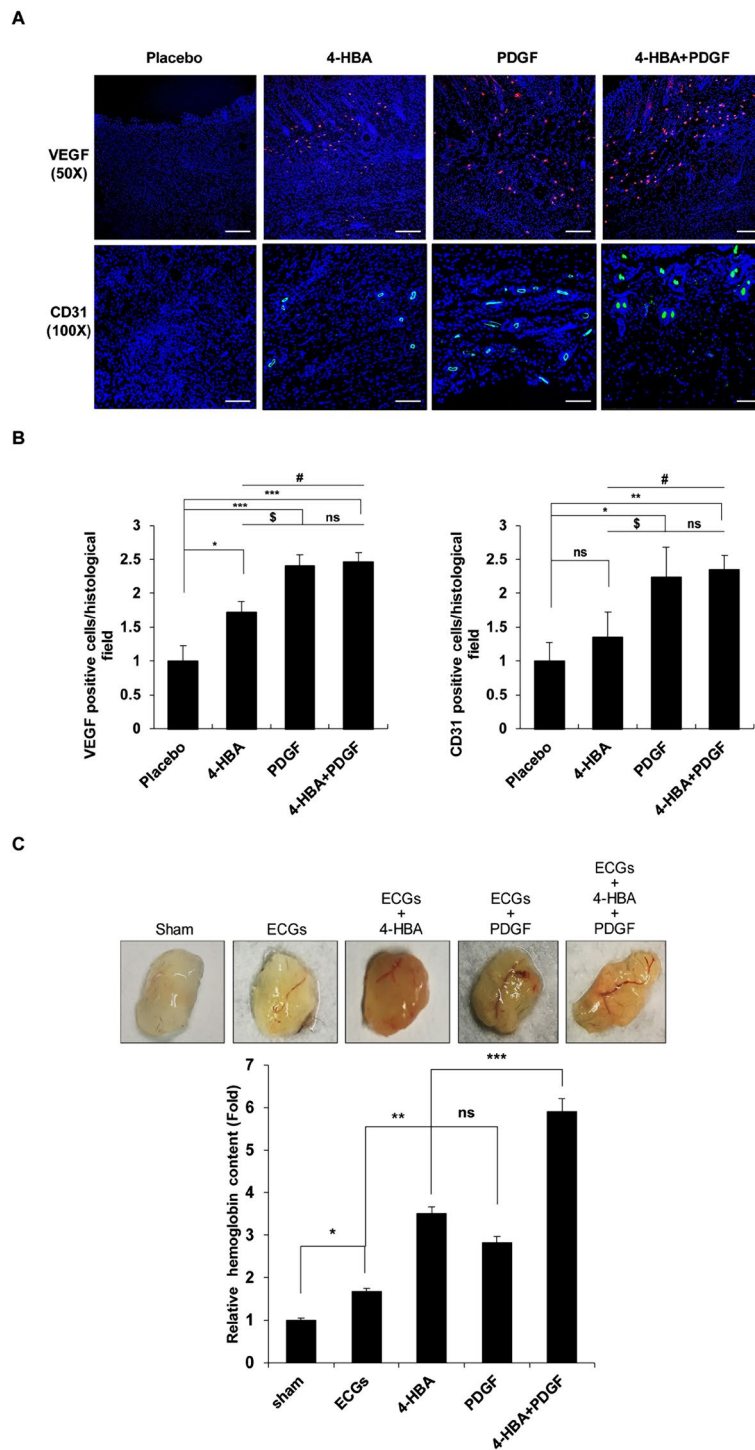 A
Placebo
4-HBA
PDGF
4-HBA+PDGF
VEGF
(50X)
CD31
(100X)
B
#
***
***
$
ns
*
3
2.5
2
1.5
1
0.5
0
VEGF positive cells/histological
field
Placebo
4-HBA
PDGF
4-HBA+PDGF
#
**
*
$
ns
ns
3
2.5
2
1.5
1
0.5
0
CD31 positive cells/histological
field
Placebo
4-HBA
PDGF
4-HBA+PDGF
C
Sham
ECGs
ECGs
+
4-HBA
ECGs
+
PDGF
ECGs
+
4-HBA
+
PDGF
***
**
ns
*
7
6
5
4
3
2
1
0
Relative hemoglobin content (Fold)
sham
ECGs
4-HBA
PDGF
4-HBA+PDGF